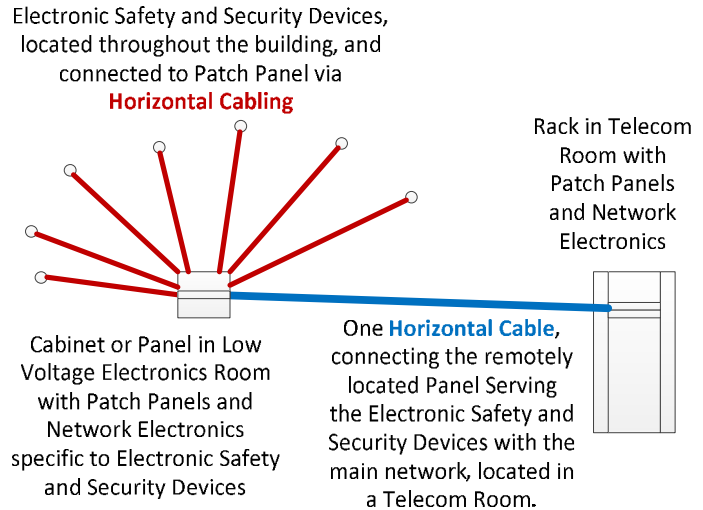 Electronic Safety and Security Devices,
located throughout the building, and
connected to Patch Panel via
Horizontal Cabling
Rack in Telecom
Room with
Patch Panels
and Network
Electronics
Cabinet or Panel in Low
Voltage Electronics Room
with Patch Panels and
Network Electronics
specific to Electronic Safety
and Security Devices
One Horizontal Cable,
connecting the remotely
located Panel Serving
the Electronic Safety and
Security Devices with the
main network, located in
a Telecom Room.